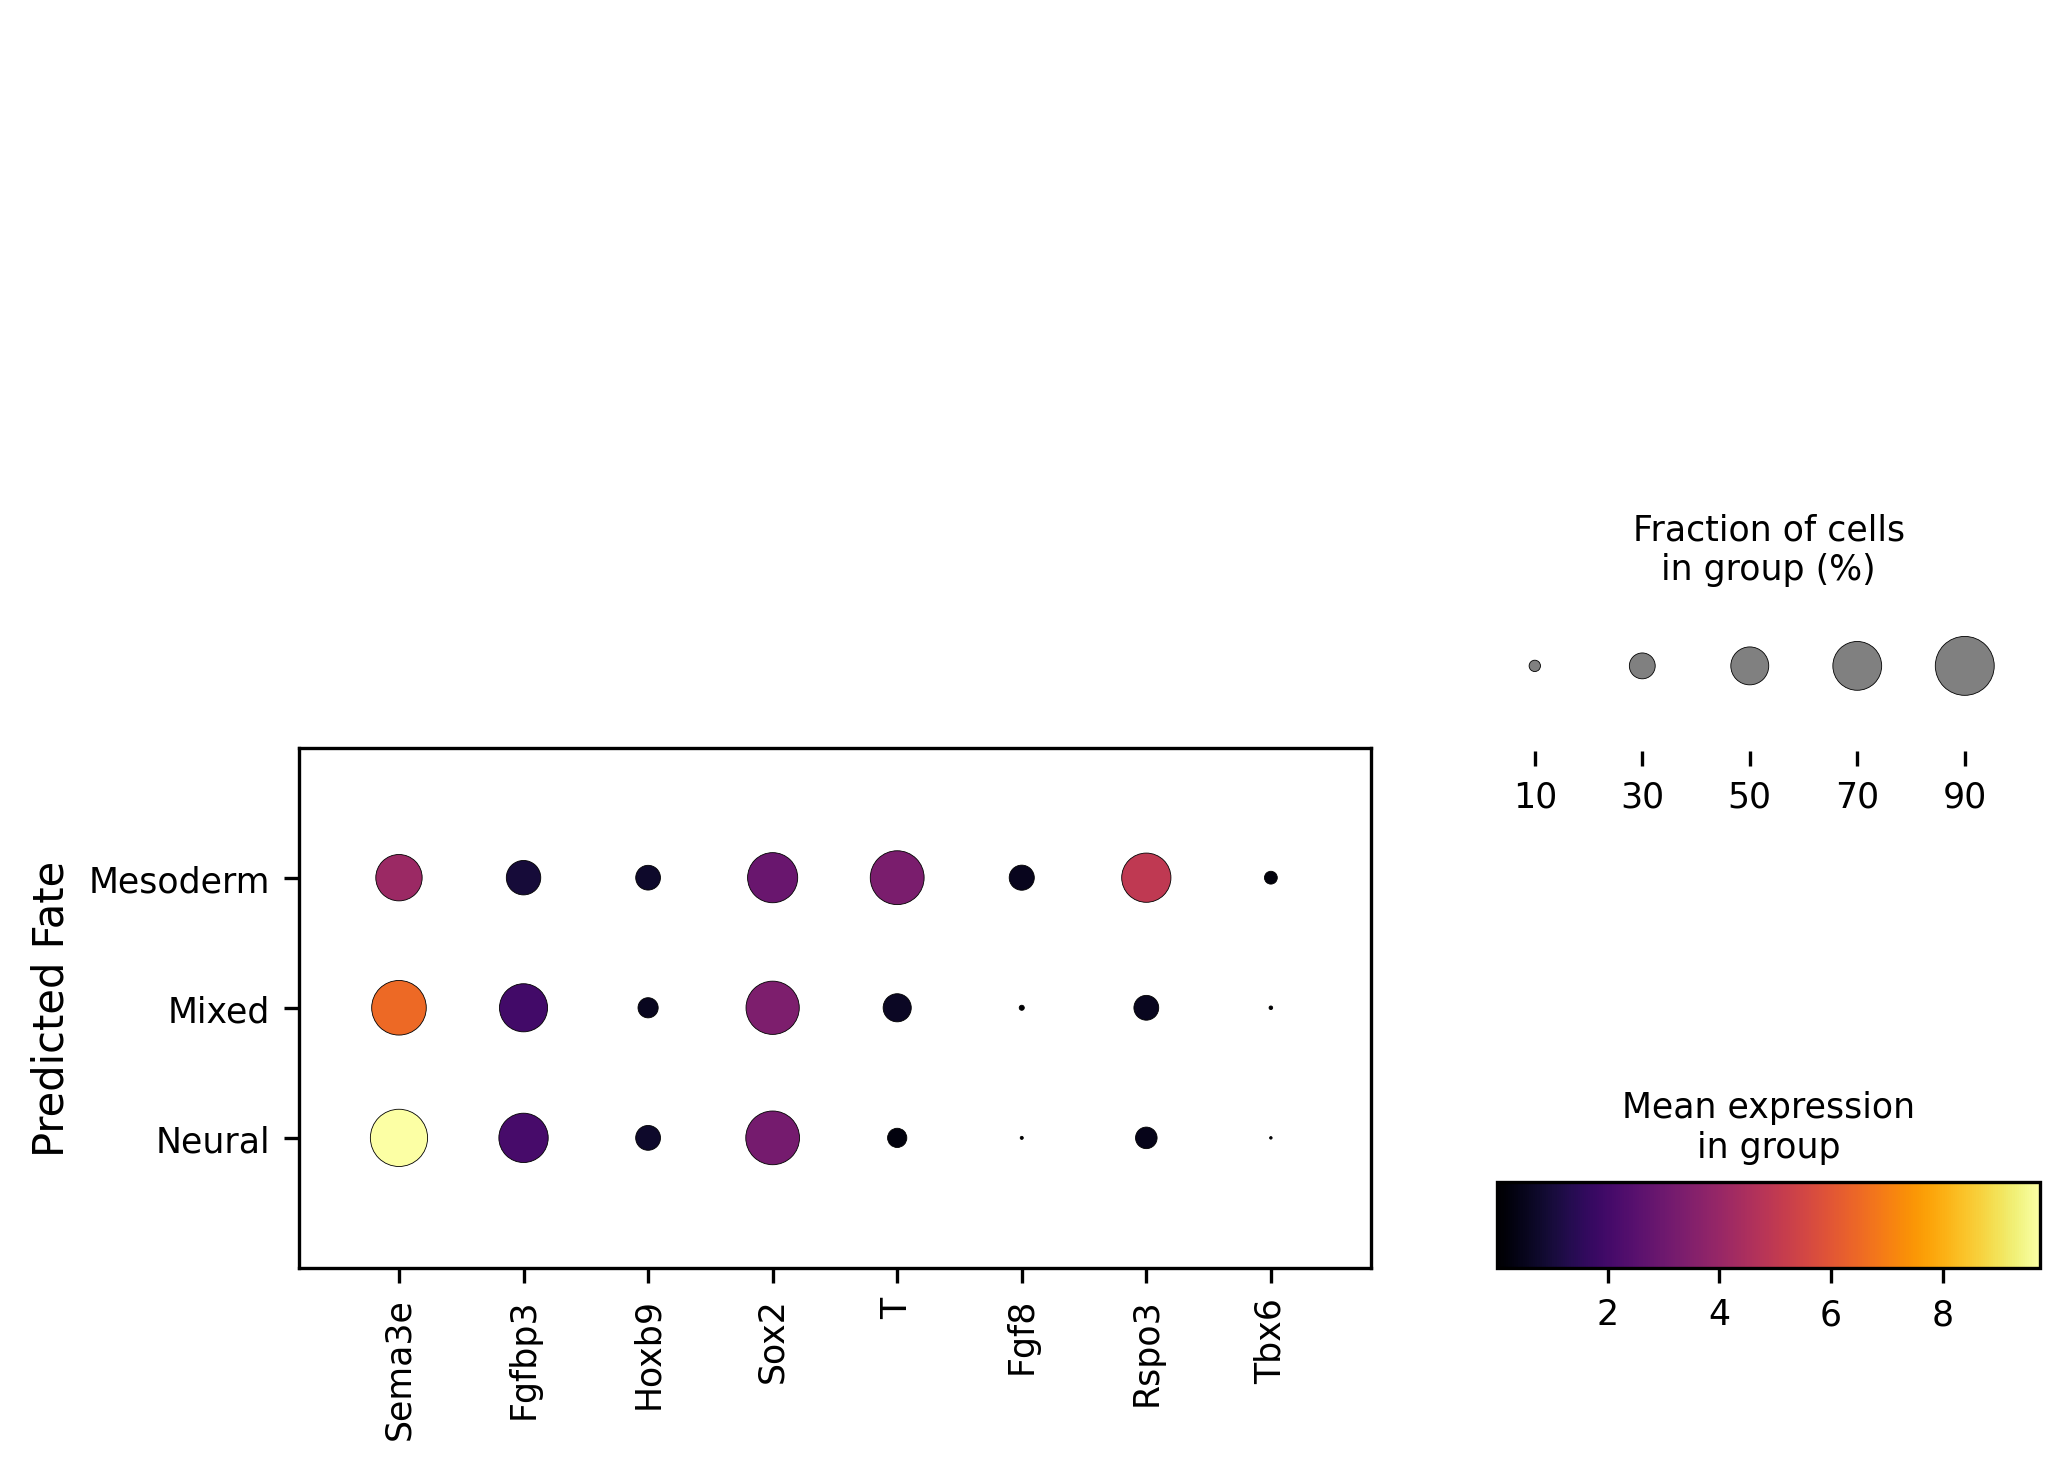 Fraction of cells
in group (%)
10 30 50 70 90
Predicted Fate
Mesoderm
Mixed
Neural
Sema3e
Fgfbp3
Hoxb9
Sox2
T
Fgf8
Rspo3
Tbx6
Mean expression
in group
2 4 6 8